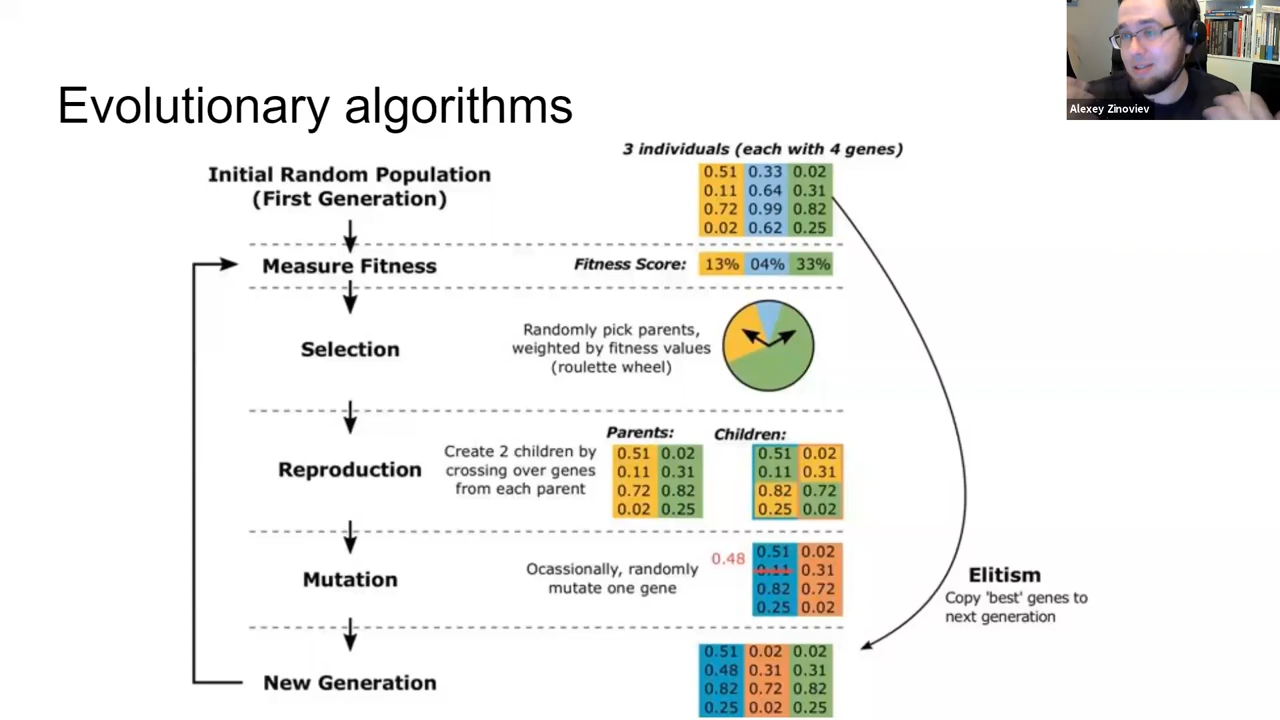 Alexey Zinoviev
Evolutionary algorithms
Initial Random Population
(First Generation)
3 individuals (each with 4 genes)
0.51 0.33 0.02
0.11 0.64 0.31
0.72 0.99 0.82
0.02 0.62 0.25
Measure Fitness
Fitness Score: 13% 04% 33%
Selection
Randomly pick parents,
weighted by fitness values
(roulette wheel)
Reproduction
Create 2 children by
crossing over genes
from each parent
Parents:
0.51 0.02
0.11 0.31
0.72 0.82
0.02 0.25
Children:
0.51 0.02
0.11 0.31
0.82 0.72
0.25 0.02
Mutation
Ocassionally, randomly
mutate one gene
0.48
0.51 0.02
0.11 0.31
0.82 0.72
0.25 0.02
Elitism
Copy 'best' genes to
next generation
New Generation
0.51 0.02 0.02
0.48 0.31 0.31
0.82 0.72 0.82
0.25 0.02 0.25